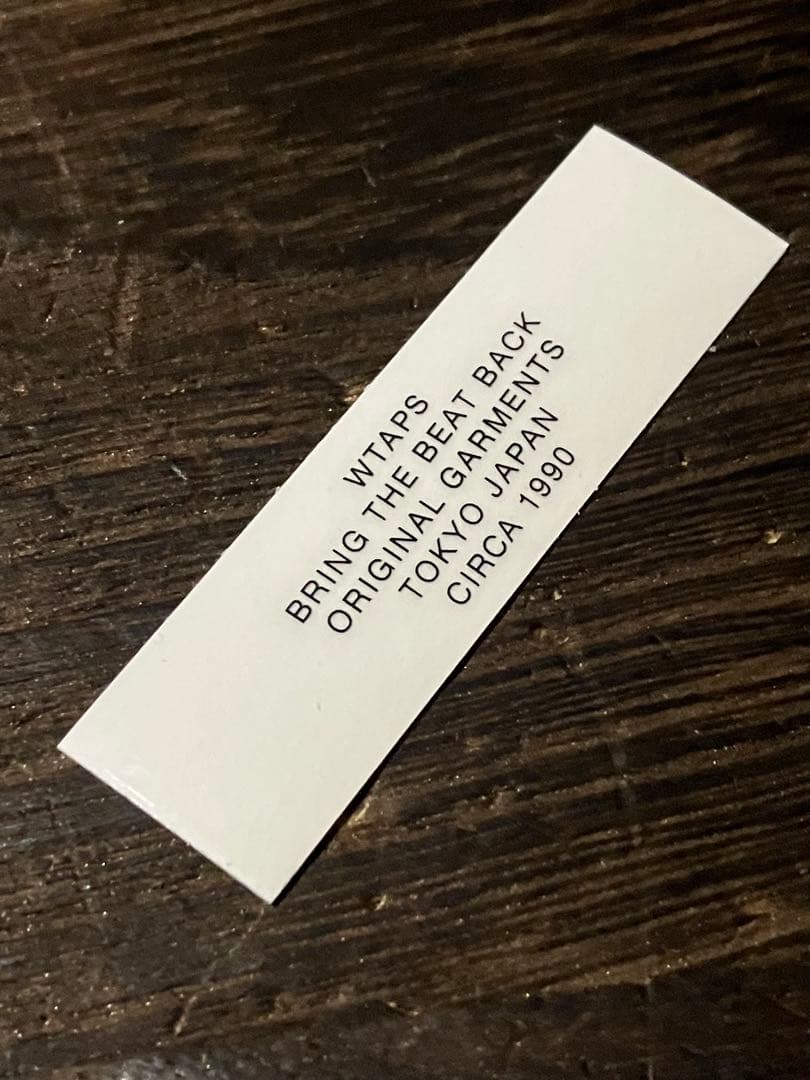 WTAPS
BRING THE BEAT BACK
ORIGINAL GARMENTS
TOKYO JAPAN
CIRCA 1990